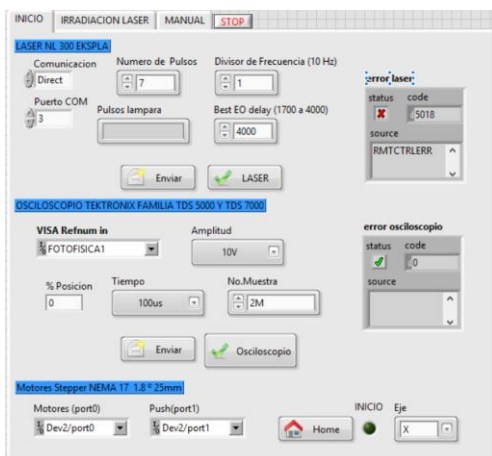 INICIO IRRADIACION LASER MANUAL STOP
LASER NL 300 EKSPLA
Comunicacion Numero de Pulsos Divisor de Frecuencia (10 Hz)
Direct 7 1
error laser
status code
5018
Puerto COM Pulsos lampara Best EO delay (1700 a 4000)
3 4000
source
RMTCTRLERR
Enviar LASER
OSCILOSCOPIO TEKTRONIX FAMILIA TDS 5000 Y TDS 7000
VISA Refnum in Amplitud
FOTOFISICA1 10V
error osciloscopio
status code
0
source
% Posicion Tiempo No.Muestra
0 100us 2M
Enviar Osciloscopio
Motores Stepper NEMA 17 1.8 º 25mm
Motores (port0) Push(port1) INICIO Eje
Dev2/port0 Dev2/port1 Home X